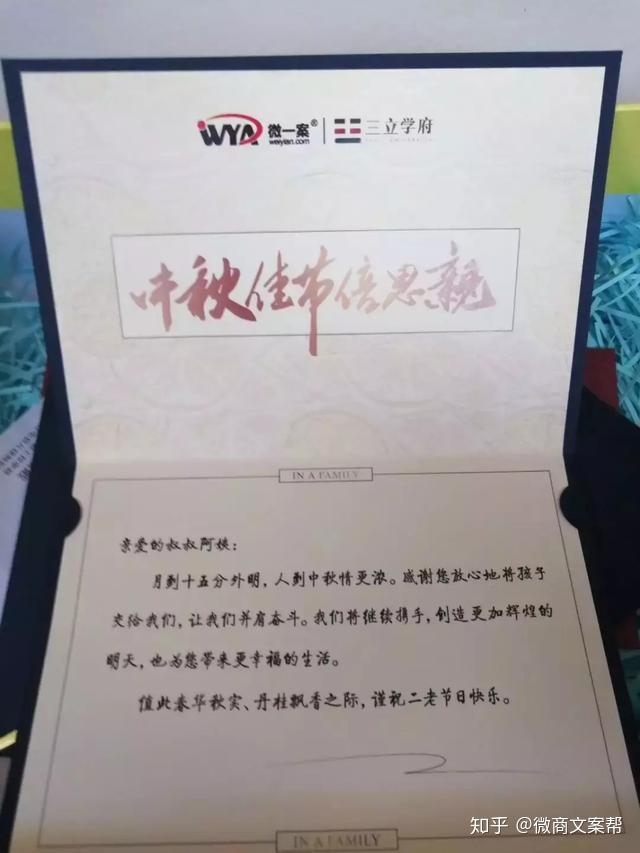 WYA 微一案® 三立学府
weiyian.com
中秋佳节倍思亲
IN A FAMILY
亲爱的叔叔阿姨：
月到十五分外明，人到中秋情更浓。感谢您放心地将孩子
交给我们，让我们并肩奋斗。我们将继续携手，创造更加辉煌的
明天，也为您带来更幸福的生活。
值此春华秋实、丹桂飘香之际，谨祝二老节日快乐。
IN A FAMILY
知乎 @微商文案帮